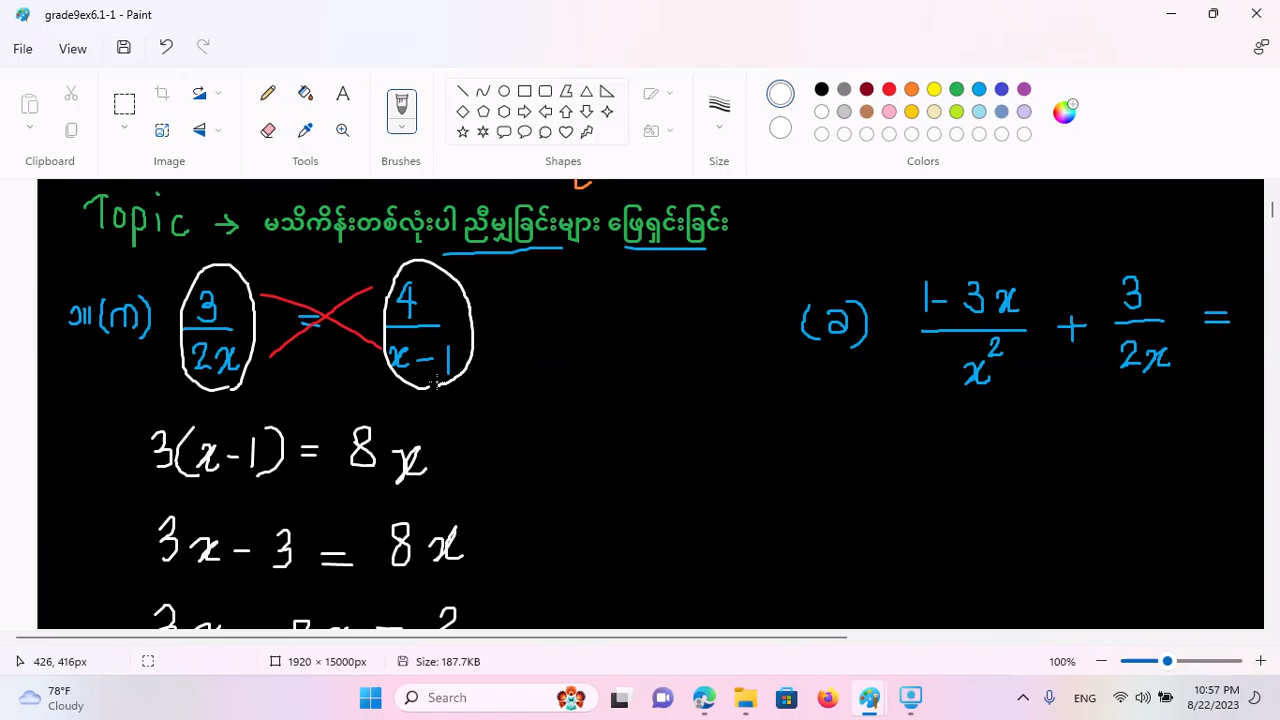 grade9ex6.1-1 - Paint
File View
Clipboard Image Tools Brushes Shapes Size Colors
Topic → မသိကိန်းတစ်လုံးပါ ညီမျှခြင်းများ ဖြေရှင်းခြင်း
၁။ (က) 3/2x = 4/x-1
(ခ) 1-3x/x² + 3/2x =
3(x-1) = 8x
3x - 3 = 8x
3x - 8x = 3
426, 416px 1920 × 15000px Size: 187.7KB 100%
78°F
Cloudy
Search
ENG
10:57 PM
8/22/2023